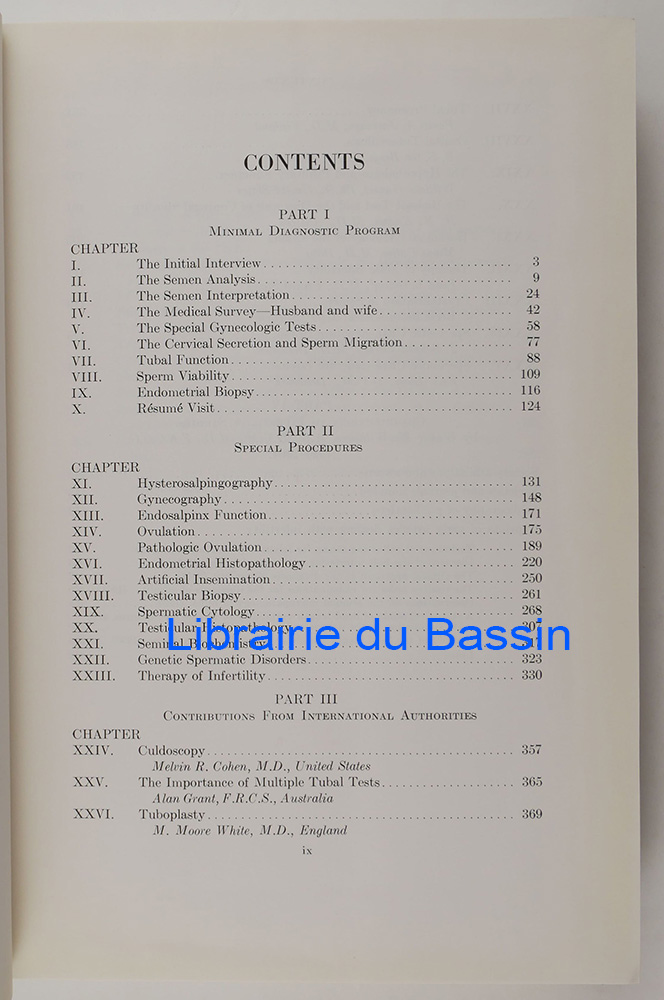 CONTENTS
PART I
Minimal Diagnostic Program
CHAPTER
I. The Initial Interview 3
II. The Semen Analysis 9
III. The Semen Interpretation 24
IV. The Medical Survey—Husband and wife 42
V. The Special Gynecologic Tests 58
VI. The Cervical Secretion and Sperm Migration 77
VII. Tubal Function 88
VIII. Sperm Viability 109
IX. Endometrial Biopsy 116
X. Résumé Visit 124
PART II
Special Procedures
CHAPTER
XI. Hysterosalpingography 131
XII. Gynecography 148
XIII. Endosalpinx Function 171
XIV. Ovulation 175
XV. Pathologic Ovulation 189
XVI. Endometrial Histopathology 220
XVII. Artificial Insemination 250
XVIII. Testicular Biopsy 261
XIX. Spermatic Cytology 268
XX. Testicular Histopathology 307
Librairie du Bassin
XXI. Seminal Biochemistry
XXII. Genetic Spermatic Disorders 323
XXIII. Therapy of Infertility 330
PART III
Contributions From International Authorities
CHAPTER
XXIV. Culdoscopy 357
Melvin R. Cohen, M.D., United States
XXV. The Importance of Multiple Tubal Tests 365
Alan Grant, F.R.C.S., Australia
XXVI. Tuboplasty 369
M. Moore White, M.D., England
ix